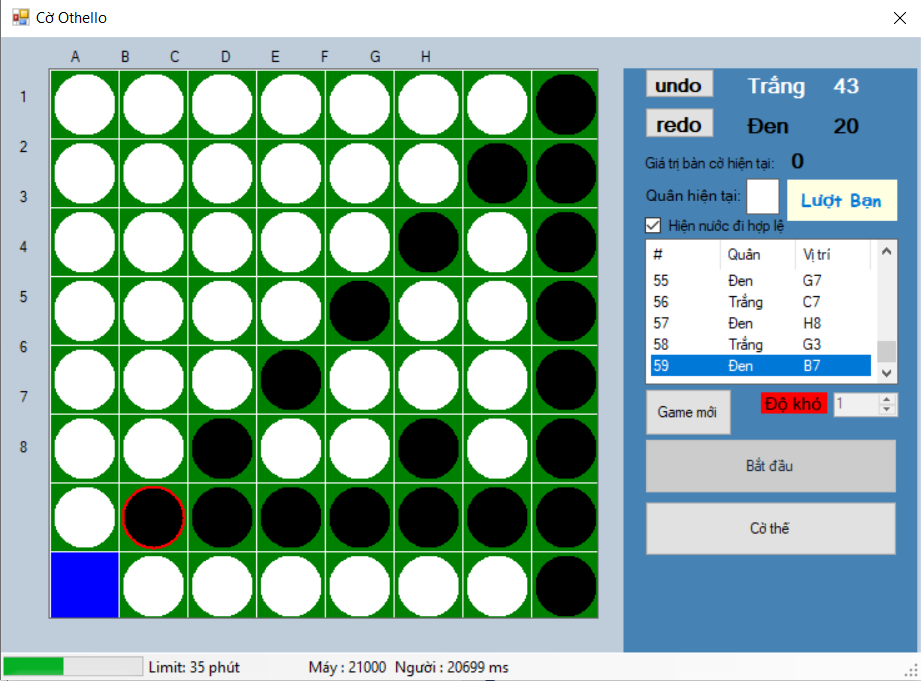 Cờ Othello
A B C D E F G H
1
2
3
4
5
6
7
8
undo Trắng 43
redo Đen 20
Giá trị bàn cờ hiện tại: 0
Quân hiện tại: Lượt Bạn
Hiện nước đi hợp lệ
# Quân Vị trí
55 Đen G7
56 Trắng C7
57 Đen H8
58 Trắng G3
59 Đen B7
Game mới Độ khó 1
Bắt đầu
Cờ thế
Limit: 35 phút Máy : 21000 Người : 20699 ms